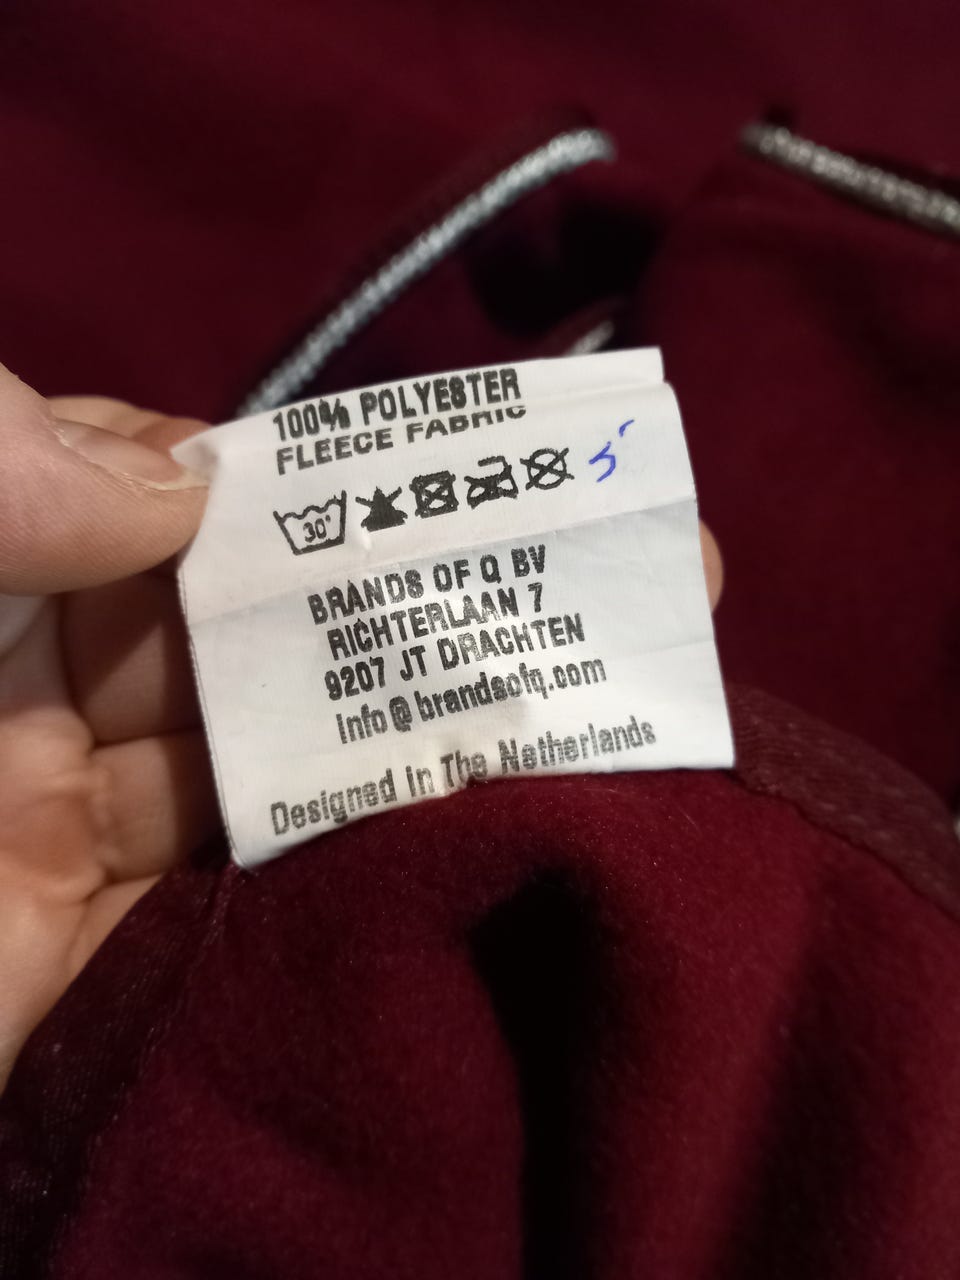 100% POLYESTER
FLEECE FABRIC
30°
BRANDS OF Q BV
RICHTERLAAN 7
9207 JT DRACHTEN
info@brandsofq.com
Designed in The Netherlands